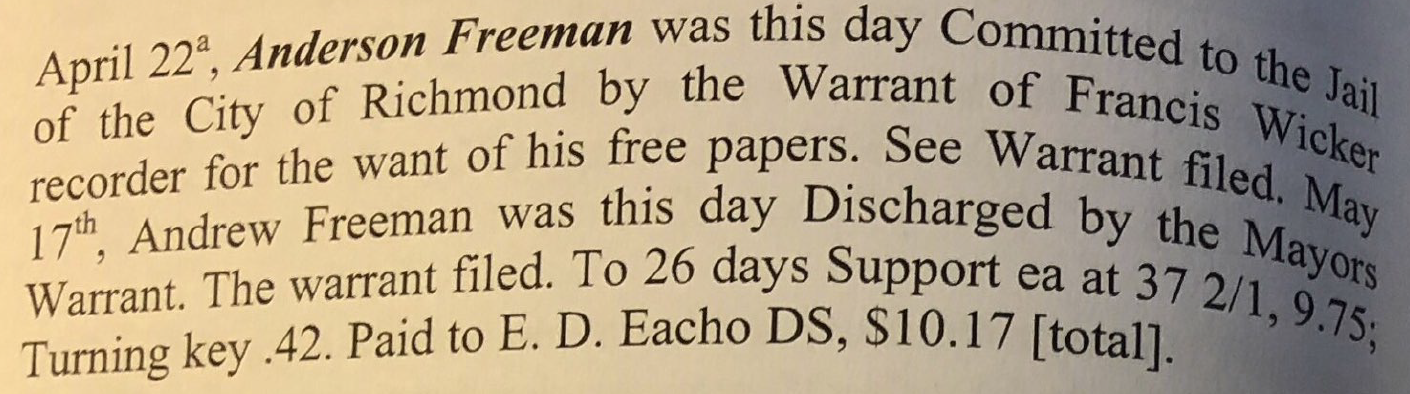 April 22ª, Anderson Freeman was this day Committed to the Jail
of the City of Richmond by the Warrant of Francis Wicker
recorder for the want of his free papers. See Warrant filed. May
17th, Andrew Freeman was this day Discharged by the Mayors
Warrant. The warrant filed. To 26 days Support ea at 37 2/1, 9.75;
Turning key .42. Paid to E. D. Eacho DS, $10.17 [total].